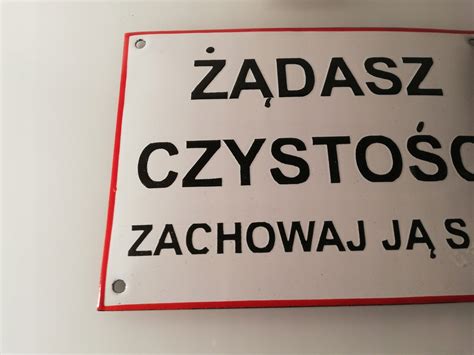 ŻĄDASZ
CZYSTOŚC
ZACHOWAJ JĄ S